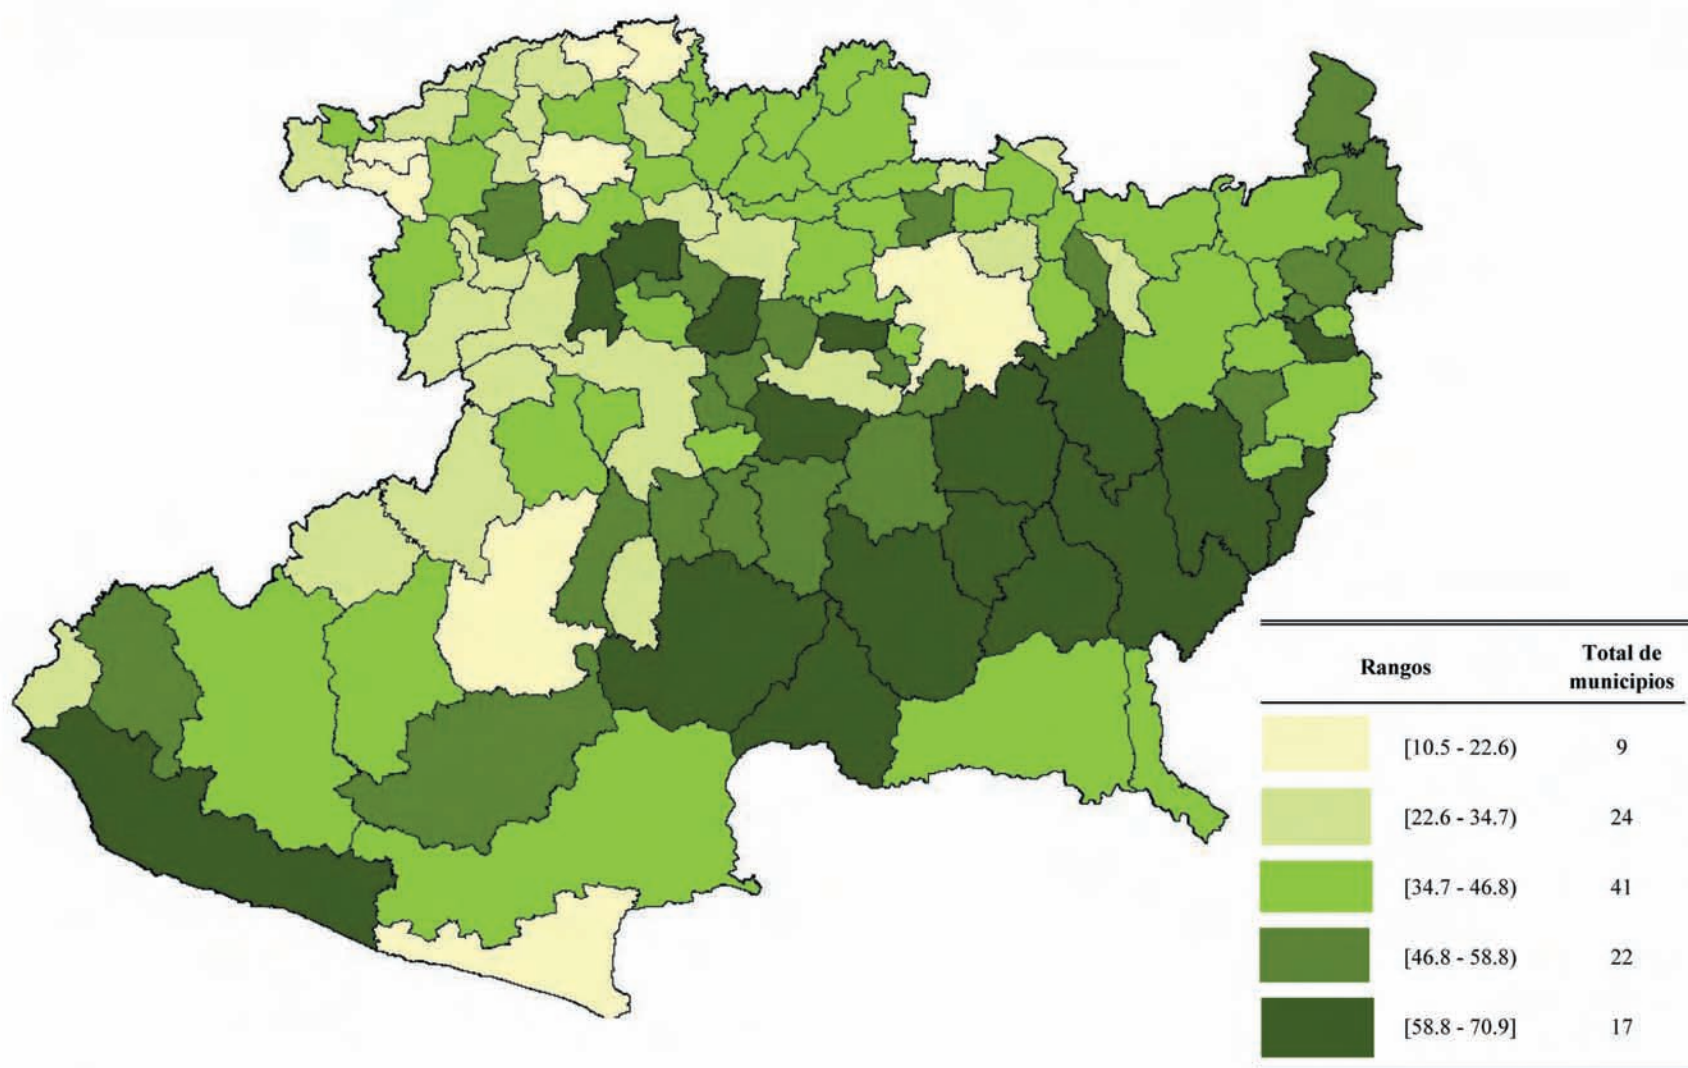 Rangos Total de
municipios
[10.5 - 22.6) 9
[22.6 - 34.7) 24
[34.7 - 46.8) 41
[46.8 - 58.8) 22
[58.8 - 70.9] 17